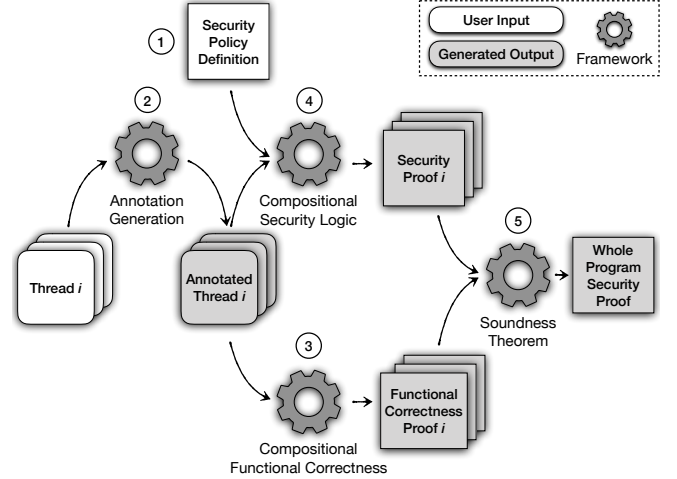 1
Security
Policy
Definition
User Input
Generated Output
Framework
2
4
Annotation
Generation
Compositional
Security Logic
Security
Proof i
5
Thread i
Annotated
Thread i
Soundness
Theorem
Whole
Program
Security
Proof
3
Compositional
Functional Correctness
Functional
Correctness
Proof i